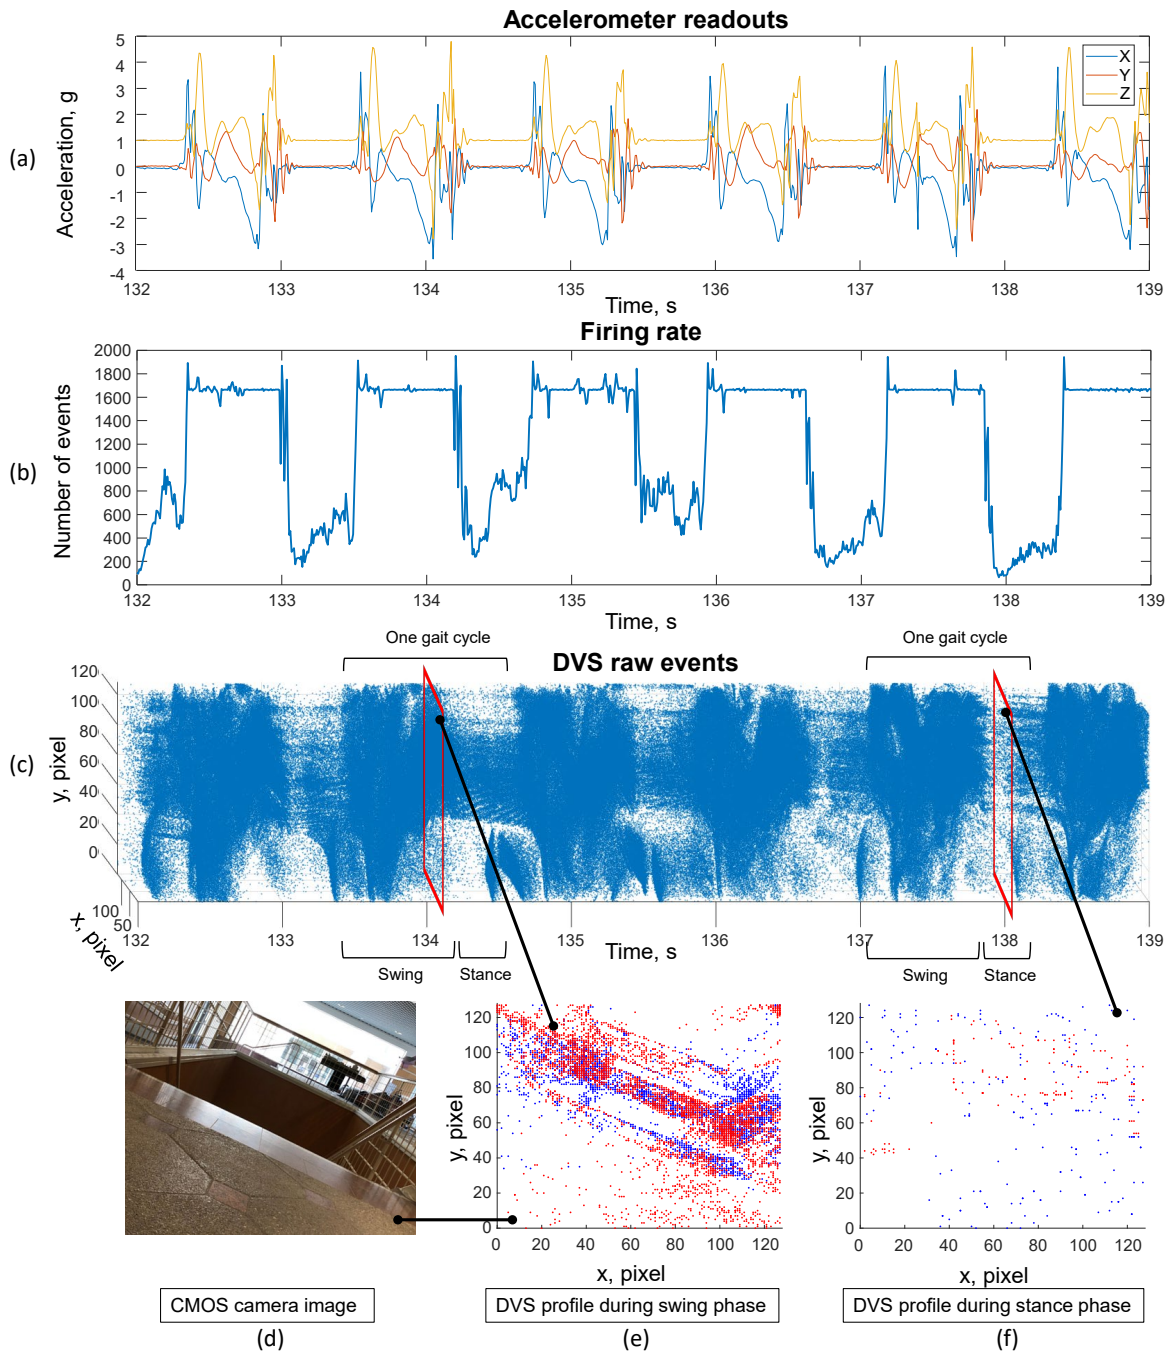 Accelerometer readouts
5
4
3
2
1
0
-1
-2
-3
-4
Acceleration, g
X
Y
Z
(a)
132 133 134 135 136 137 138 139
Time, s
Firing rate
2000
1800
1600
1400
1200
1000
800
600
400
200
0
Number of events
(b)
132 133 134 135 136 137 138 139
Time, s
One gait cycle One gait cycle
DVS raw events
120
100
80
60
40
20
0
y, pixel
(c)
100
50
x, pixel
132 133 134 135 136 137 138 139
Time, s
Swing Stance Swing Stance
120
100
80
60
40
20
0
y, pixel
0 20 40 60 80 100 120
x, pixel
120
100
80
60
40
20
0
y, pixel
0 20 40 60 80 100 120
x, pixel
CMOS camera image
DVS profile during swing phase
DVS profile during stance phase
(d) (e) (f)